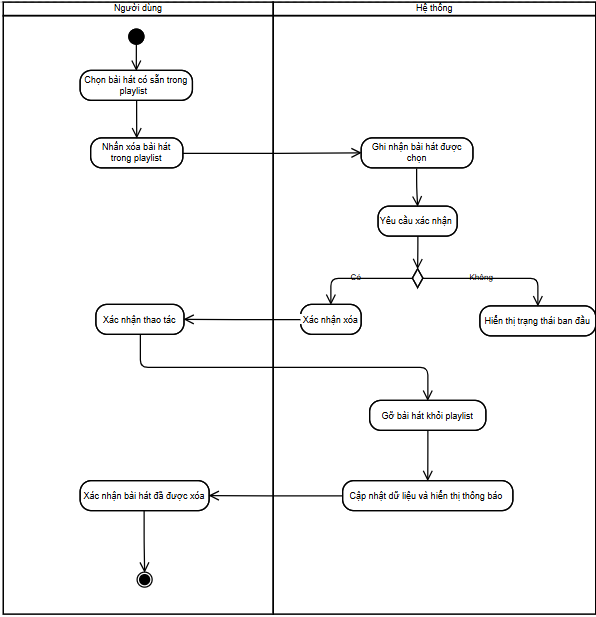 Người dùng
Hệ thống
Chọn bài hát có sẵn trong
playlist
Nhấn xóa bài hát
trong playlist
Ghi nhận bài hát được
chọn
Yêu cầu xác nhận
Có
Không
Xác nhận thao tác
Xác nhận xóa
Hiển thị trạng thái ban đầu
Gỡ bài hát khỏi playlist
Xác nhận bài hát đã được xóa
Cập nhật dữ liệu và hiển thị thông báo